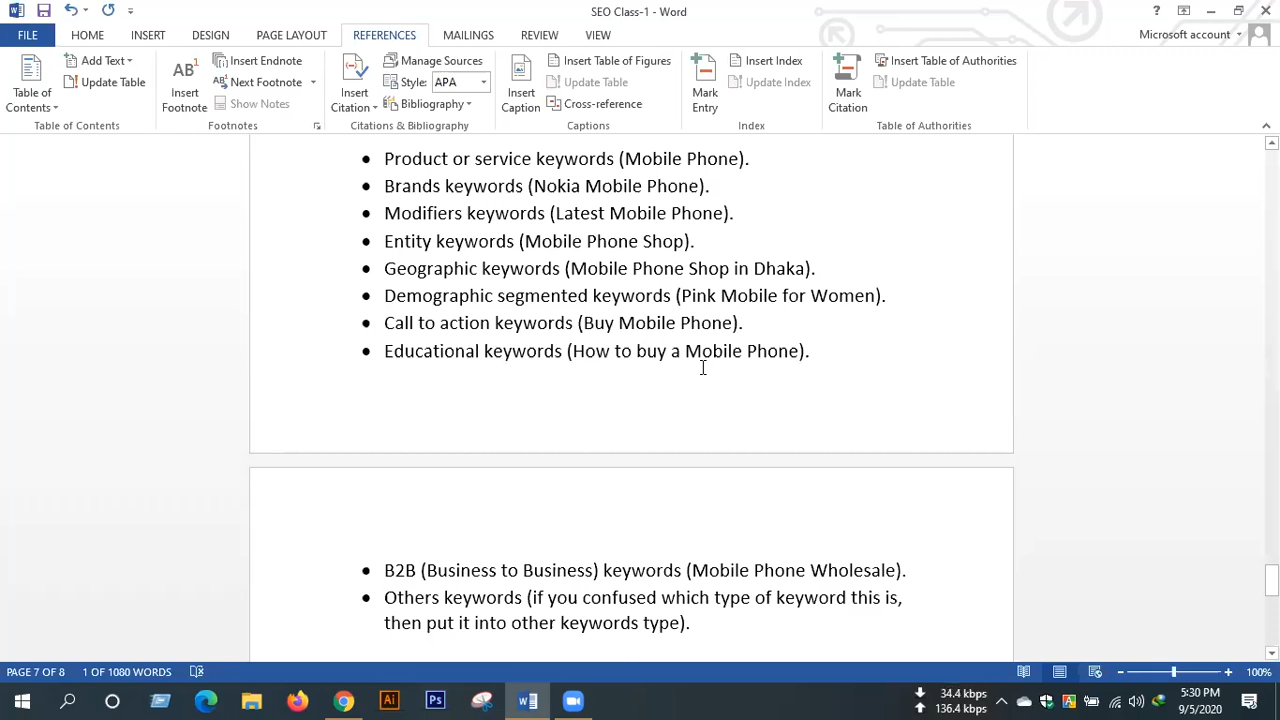 SEO Class-1 - Word
?
FILE HOME INSERT DESIGN PAGE LAYOUT REFERENCES MAILINGS REVIEW VIEW Microsoft account
Table of Contents
Add Text
Update Table
Table of Contents
AB1
Insert Footnote
Insert Endnote
Next Footnote
Show Notes
Footnotes
Insert Citation
Manage Sources
Style: APA
Bibliography
Citations & Bibliography
Insert Caption
Insert Table of Figures
Update Table
Cross-reference
Captions
Mark Entry
Insert Index
Update Index
Index
Mark Citation
Insert Table of Authorities
Update Table
Table of Authorities
• Product or service keywords (Mobile Phone).
• Brands keywords (Nokia Mobile Phone).
• Modifiers keywords (Latest Mobile Phone).
• Entity keywords (Mobile Phone Shop).
• Geographic keywords (Mobile Phone Shop in Dhaka).
• Demographic segmented keywords (Pink Mobile for Women).
• Call to action keywords (Buy Mobile Phone).
• Educational keywords (How to buy a Mobile Phone).
• B2B (Business to Business) keywords (Mobile Phone Wholesale).
• Others keywords (if you confused which type of keyword this is,
then put it into other keywords type).
PAGE 7 OF 8 1 OF 1080 WORDS 100%
Ai Ps
34.4 kbps
136.4 kbps
5:30 PM
9/5/2020